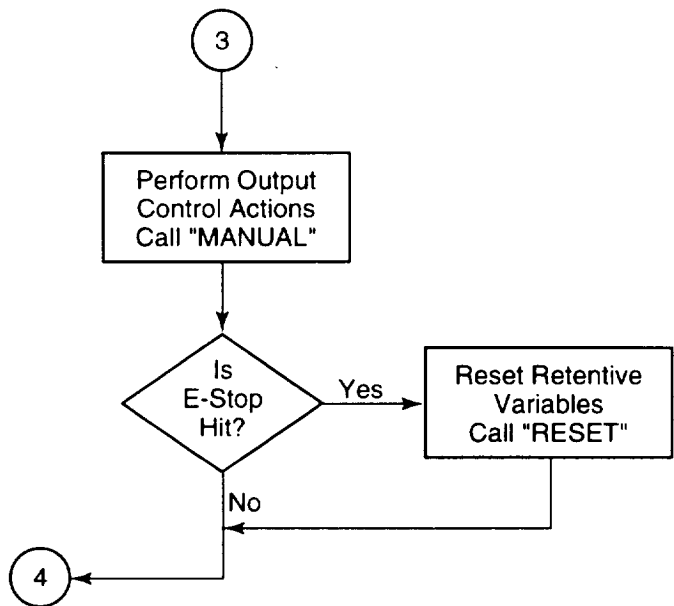 3
Perform Output
Control Actions
Call "MANUAL"
Is
E-Stop
Hit?
Yes
Reset Retentive
Variables
Call "RESET"
No
4